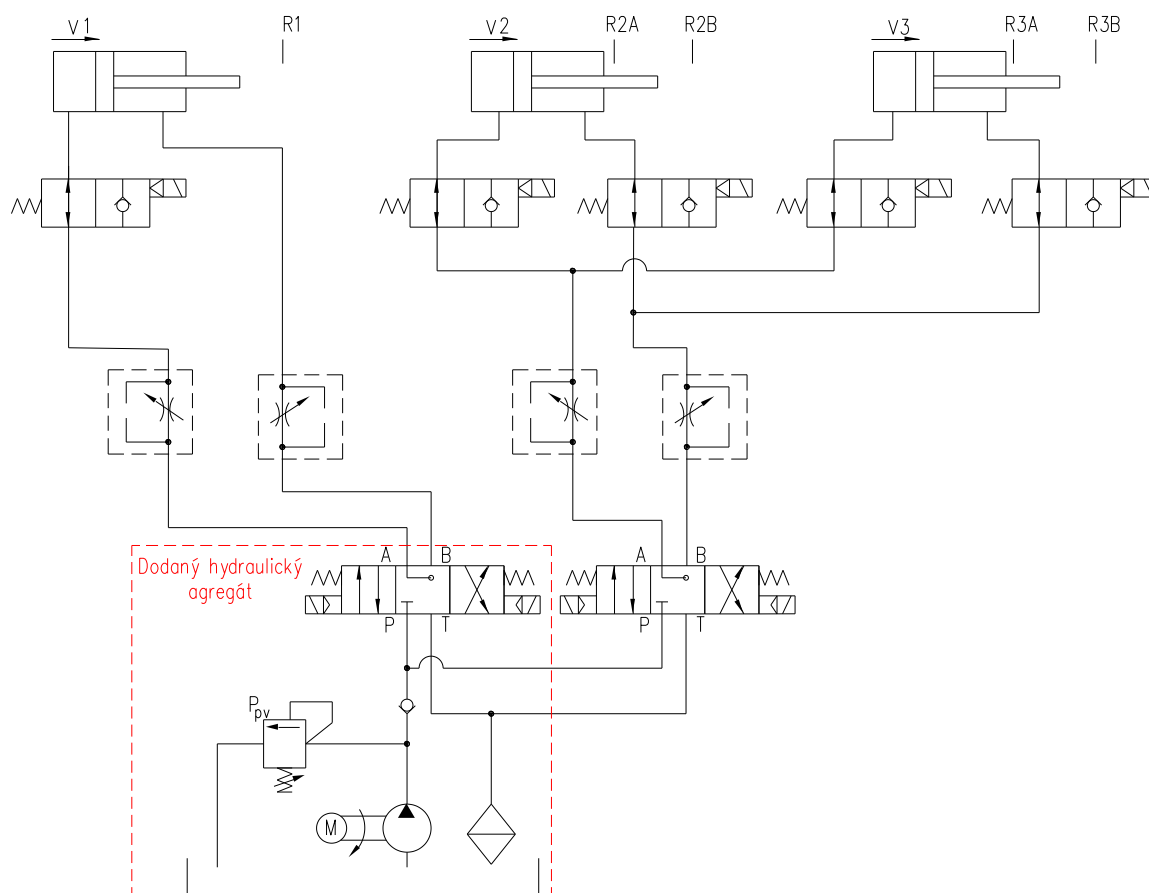 V1
R1
V2
R2A
R2B
V3
R3A
R3B
A
B
A
B
Dodaný hydraulický
agregát
P
T
P
T
Ppv
M